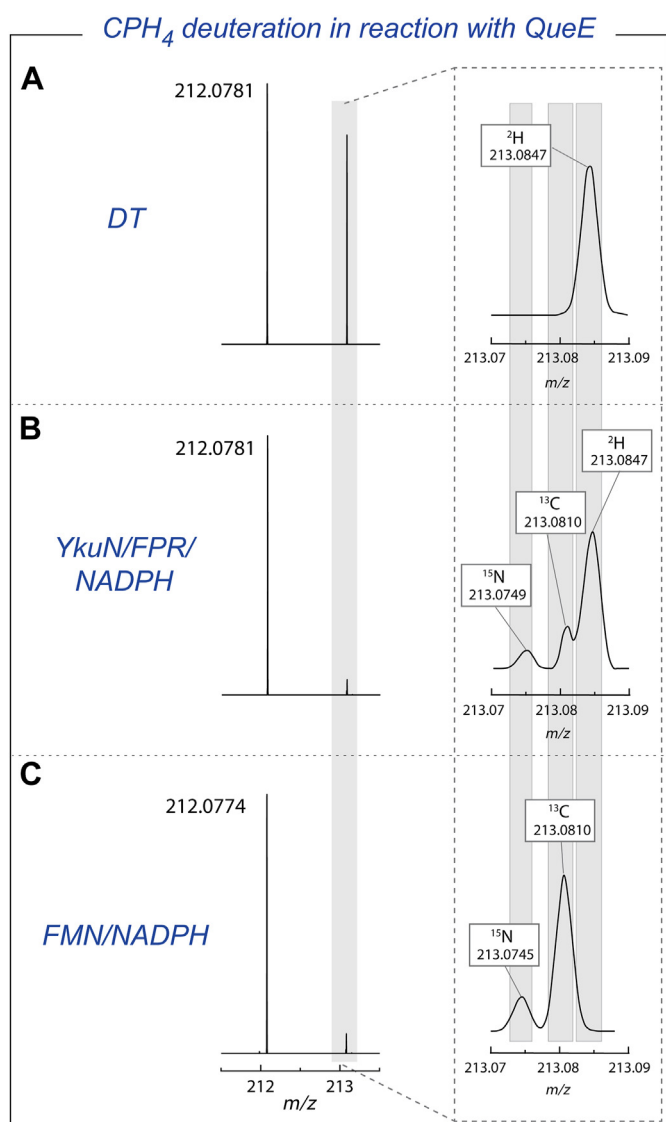 CPH₄ deuteration in reaction with QueE
A
212.0781
DT
²H
213.0847
213.07 213.08 213.09
m/z
B
212.0781
YkuN/FPR/
NADPH
²H
213.0847
¹³C
213.0810
¹⁵N
213.0749
213.07 213.08 213.09
m/z
C
212.0774
FMN/NADPH
¹³C
213.0810
¹⁵N
213.0745
213.07 213.08 213.09
m/z
212 213
m/z